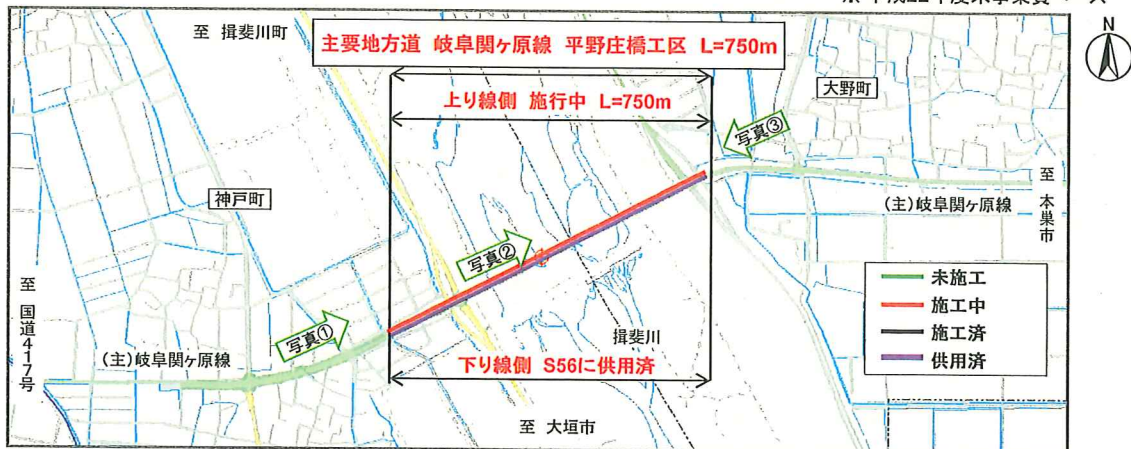 至 揖斐川町
主要地方道 岐阜関ヶ原線 平野庄橋工区 L=750m
上り線側 施行中 L=750m
大野町
N
写真③
神戸町
(主)岐阜関ヶ原線
至 本巣市
写真②
未施工
施工中
施工済
供用済
至 国道417号
写真①
揖斐川
(主)岐阜関ヶ原線
下り線側 S56に供用済
至 大垣市